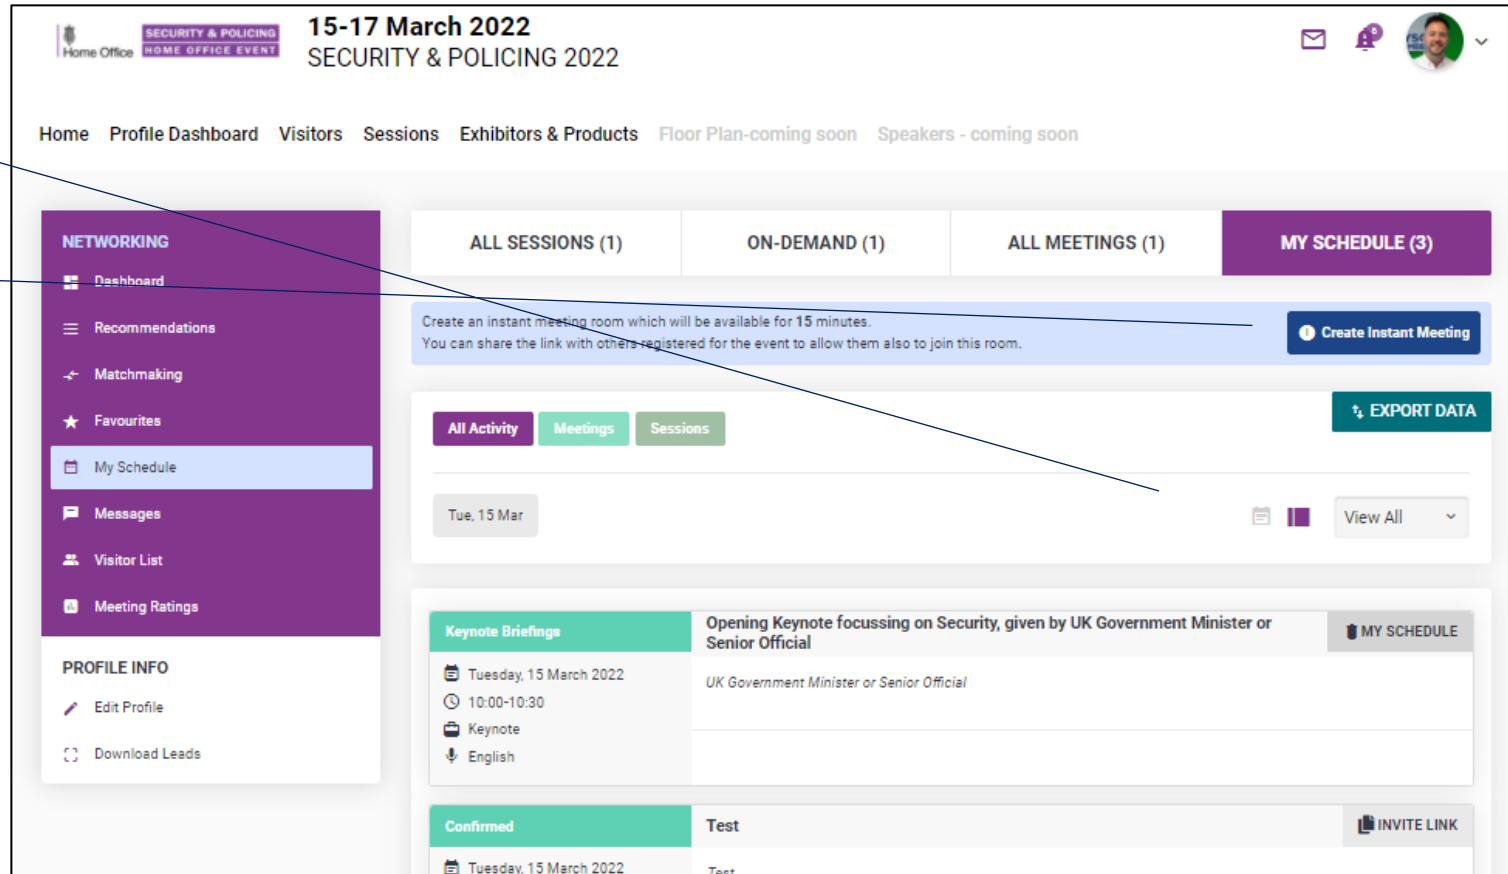 Home Office
SECURITY & POLICING
HOME OFFICE EVENT
15-17 March 2022
SECURITY & POLICING 2022
Home Profile Dashboard Visitors Sessions Exhibitors & Products Floor Plan-coming soon Speakers - coming soon
NETWORKING
Dashboard
Recommendations
Matchmaking
Favourites
My Schedule
Messages
Visitor List
Meeting Ratings
PROFILE INFO
Edit Profile
Download Leads
ALL SESSIONS (1) ON-DEMAND (1) ALL MEETINGS (1) MY SCHEDULE (3)
Create an instant meeting room which will be available for 15 minutes.
You can share the link with others registered for the event to allow them also to join this room.
Create Instant Meeting
EXPORT DATA
All Activity Meetings Sessions
Tue, 15 Mar
View All
Keynote Briefings
Tuesday, 15 March 2022
10:00-10:30
Keynote
English
Opening Keynote focussing on Security, given by UK Government Minister or
Senior Official
UK Government Minister or Senior Official
MY SCHEDULE
Confirmed
Tuesday, 15 March 2022
Test
Test
INVITE LINK